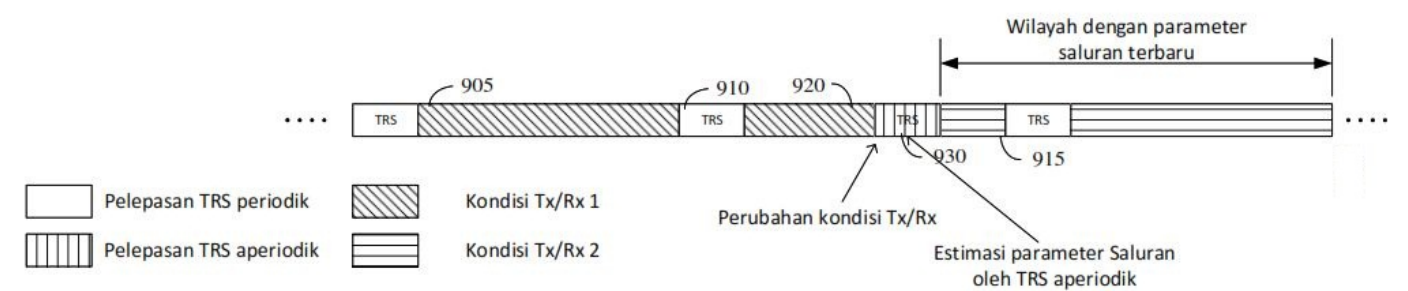 Wilayah dengan parameter
saluran terbaru
905
910
920
TRS
TRS
TRS
TRS
930
915
Pelepasan TRS periodik
Kondisi Tx/Rx 1
Perubahan kondisi Tx/Rx
Pelepasan TRS aperiodik
Kondisi Tx/Rx 2
Estimasi parameter Saluran
oleh TRS aperiodik